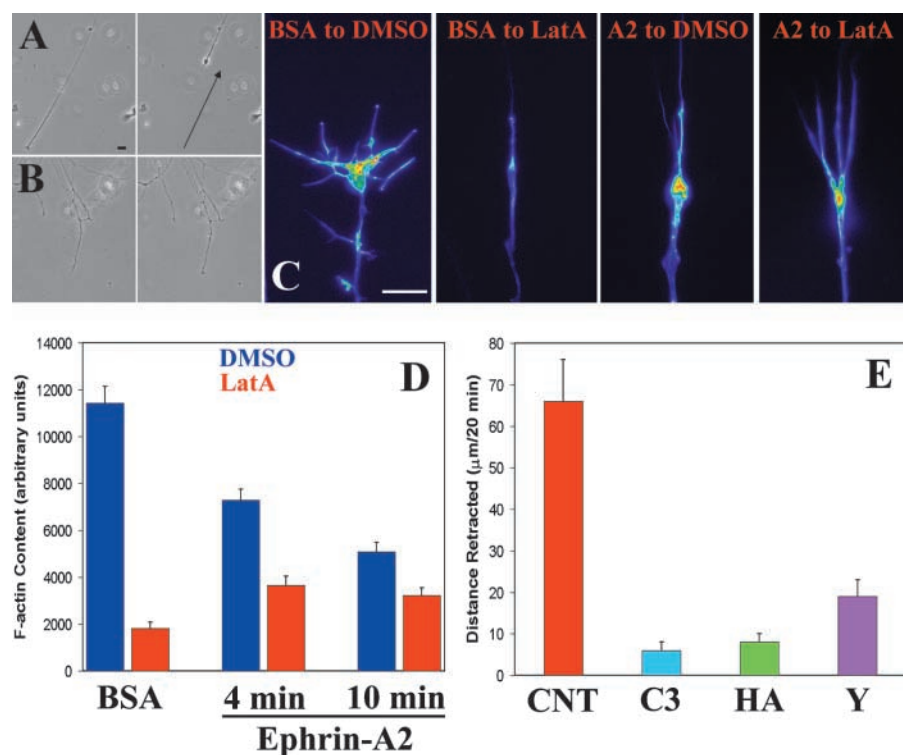 A
B
BSA to DMSO
BSA to LatA
A2 to DMSO
A2 to LatA
C
D
DMSO
LatA
F-actin Content (arbitrary units)
14000
12000
10000
8000
6000
4000
2000
0
BSA
4 min
10 min
Ephrin-A2
E
Distance Retracted (μm/20 min)
80
70
60
50
40
30
20
10
0
CNT
C3
HA
Y